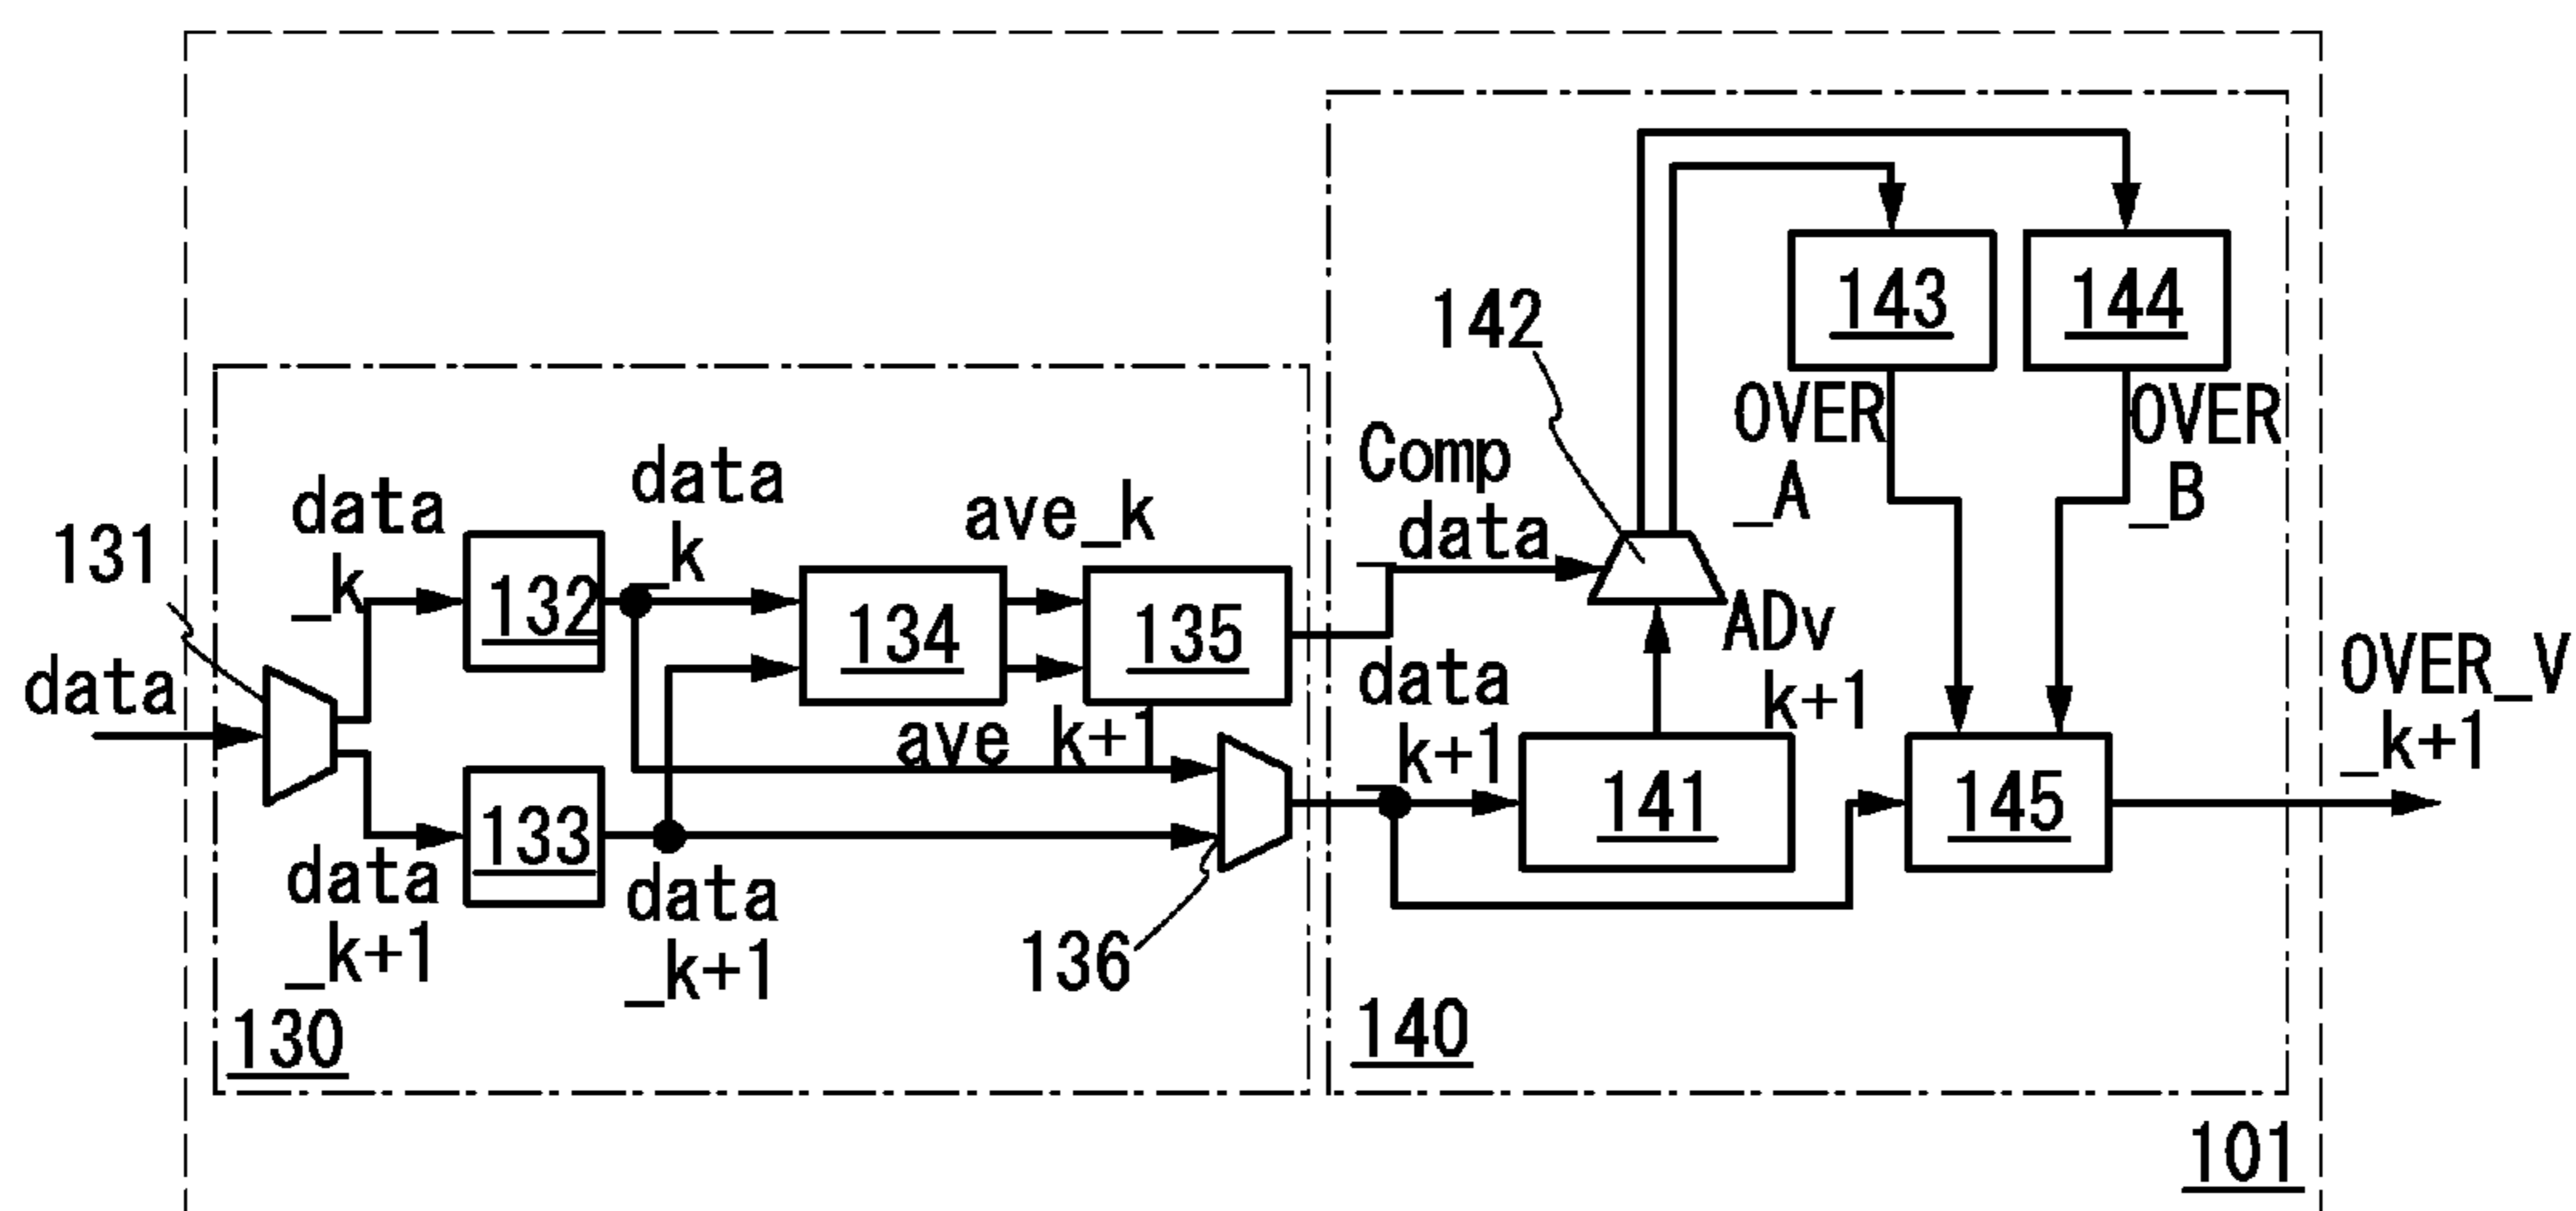 data
131
data
_k
data
_k+1
132
133
data
_k
data
_k+1
134
ave_k
ave_k+1
135
136
130
Comp
_data
data
_k+1
142
ADv
k+1
141
143
144
OVER
_A
OVER
_B
145
140
OVER_V
_k+1
101